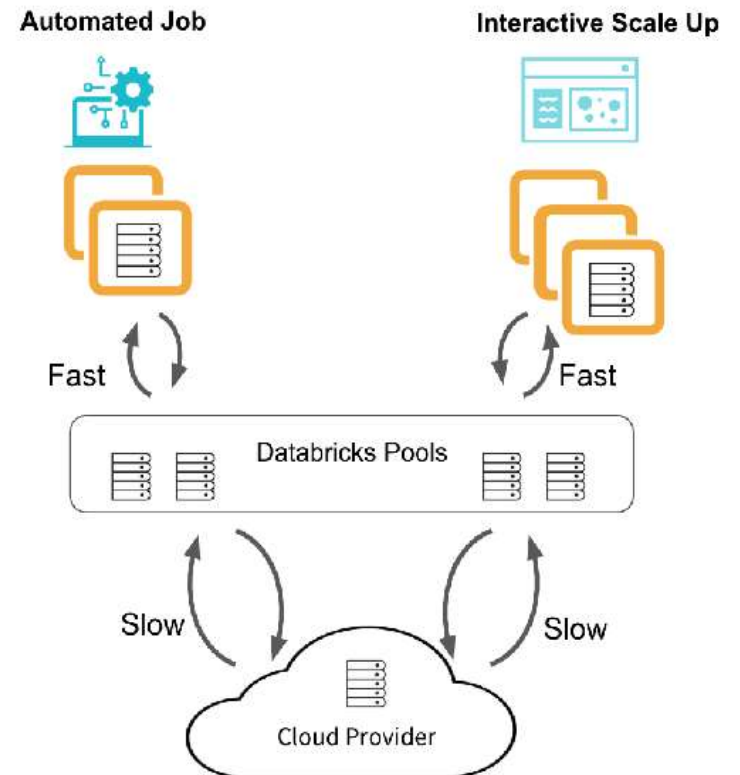 Automated Job
Interactive Scale Up
Fast
Fast
Databricks Pools
Slow
Slow
Cloud Provider